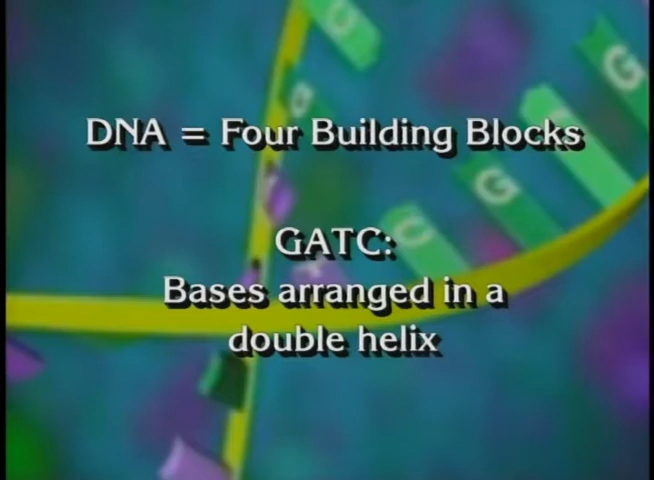 DNA = Four Building Blocks
GATC:
Bases arranged in a
double helix
G
G